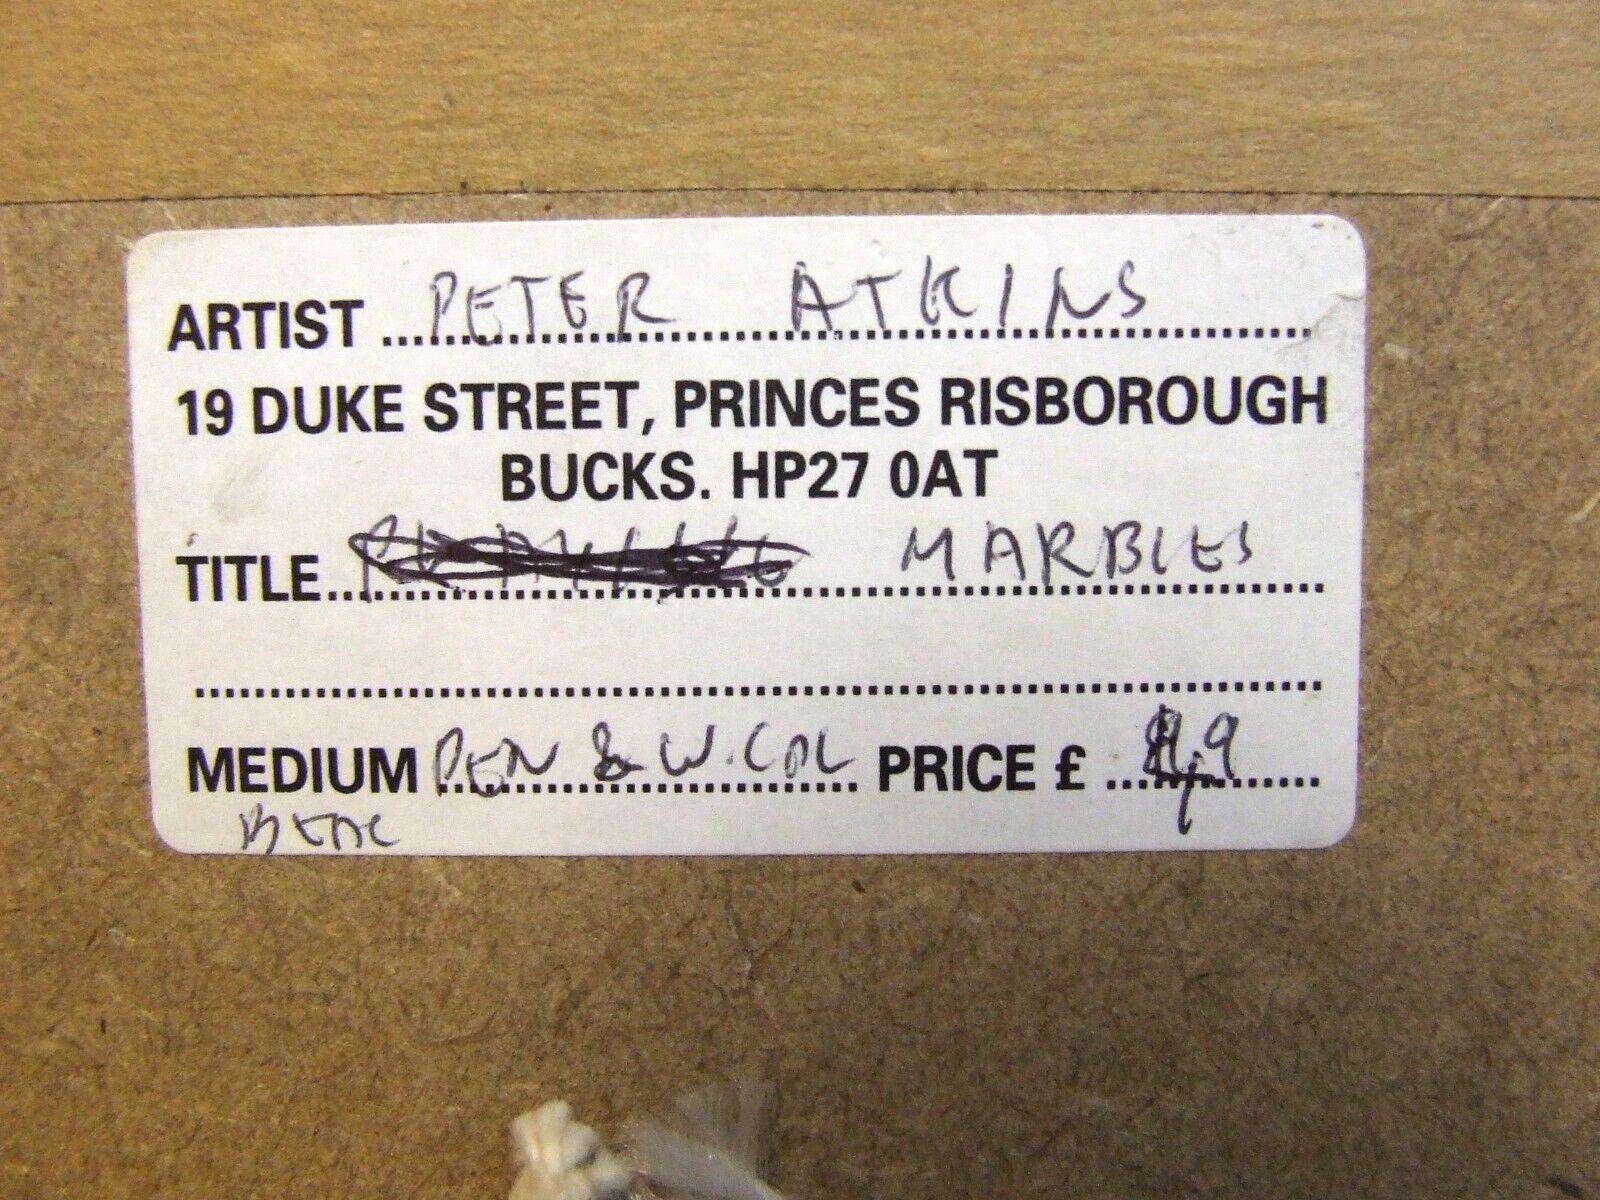 ARTIST PETER ATKINS
19 DUKE STREET, PRINCES RISBOROUGH
BUCKS. HP27 0AT
TITLE MARBLES
MEDIUM PEN & W.COL PRICE £